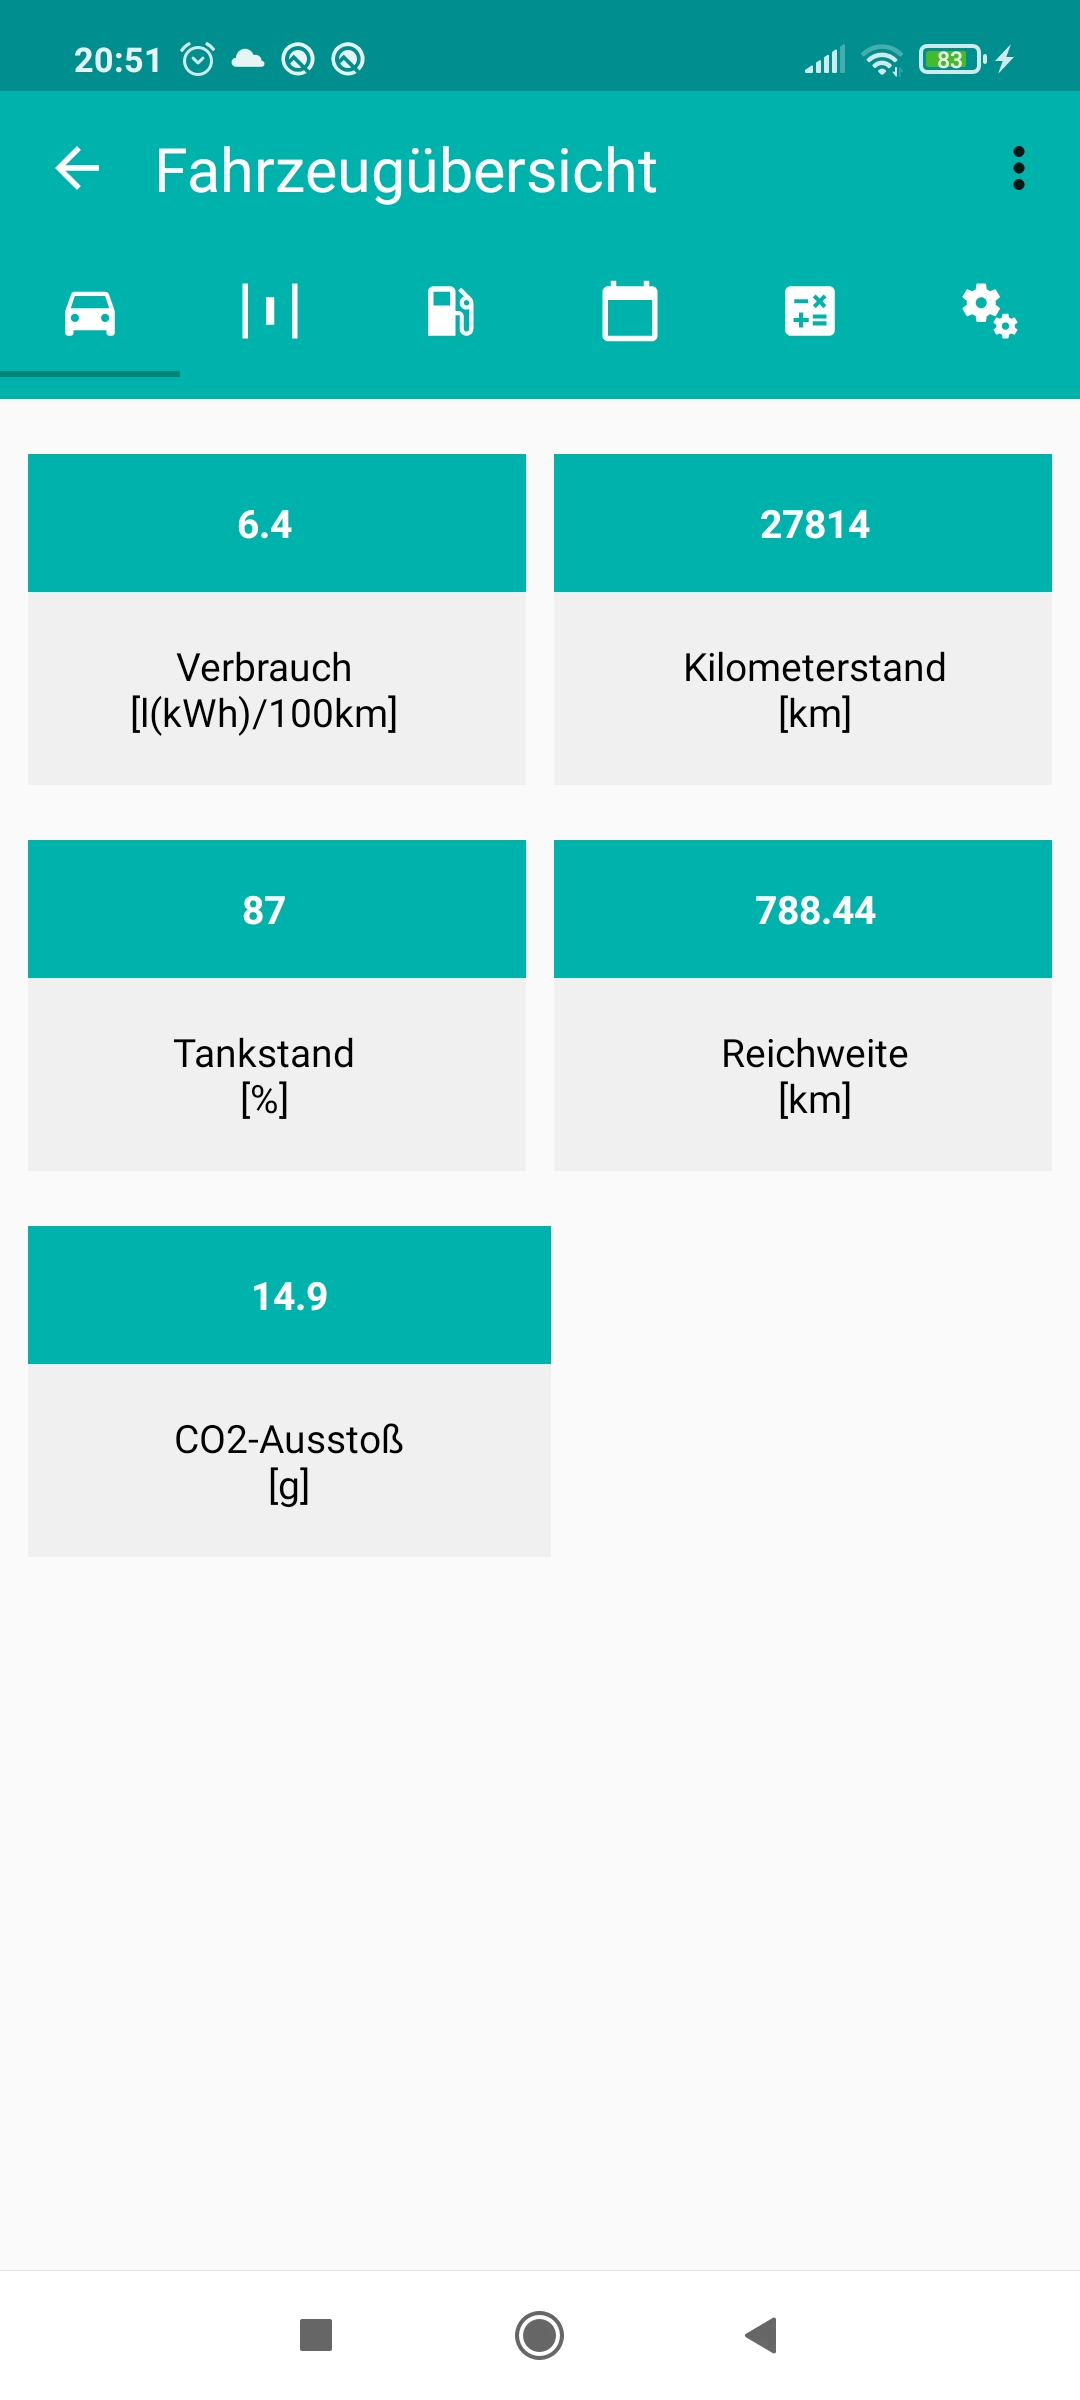 20:51
83
Fahrzeugübersicht
6.4
27814
Verbrauch
[l(kWh)/100km]
Kilometerstand
[km]
87
788.44
Tankstand
[%]
Reichweite
[km]
14.9
CO2-Ausstoß
[g]